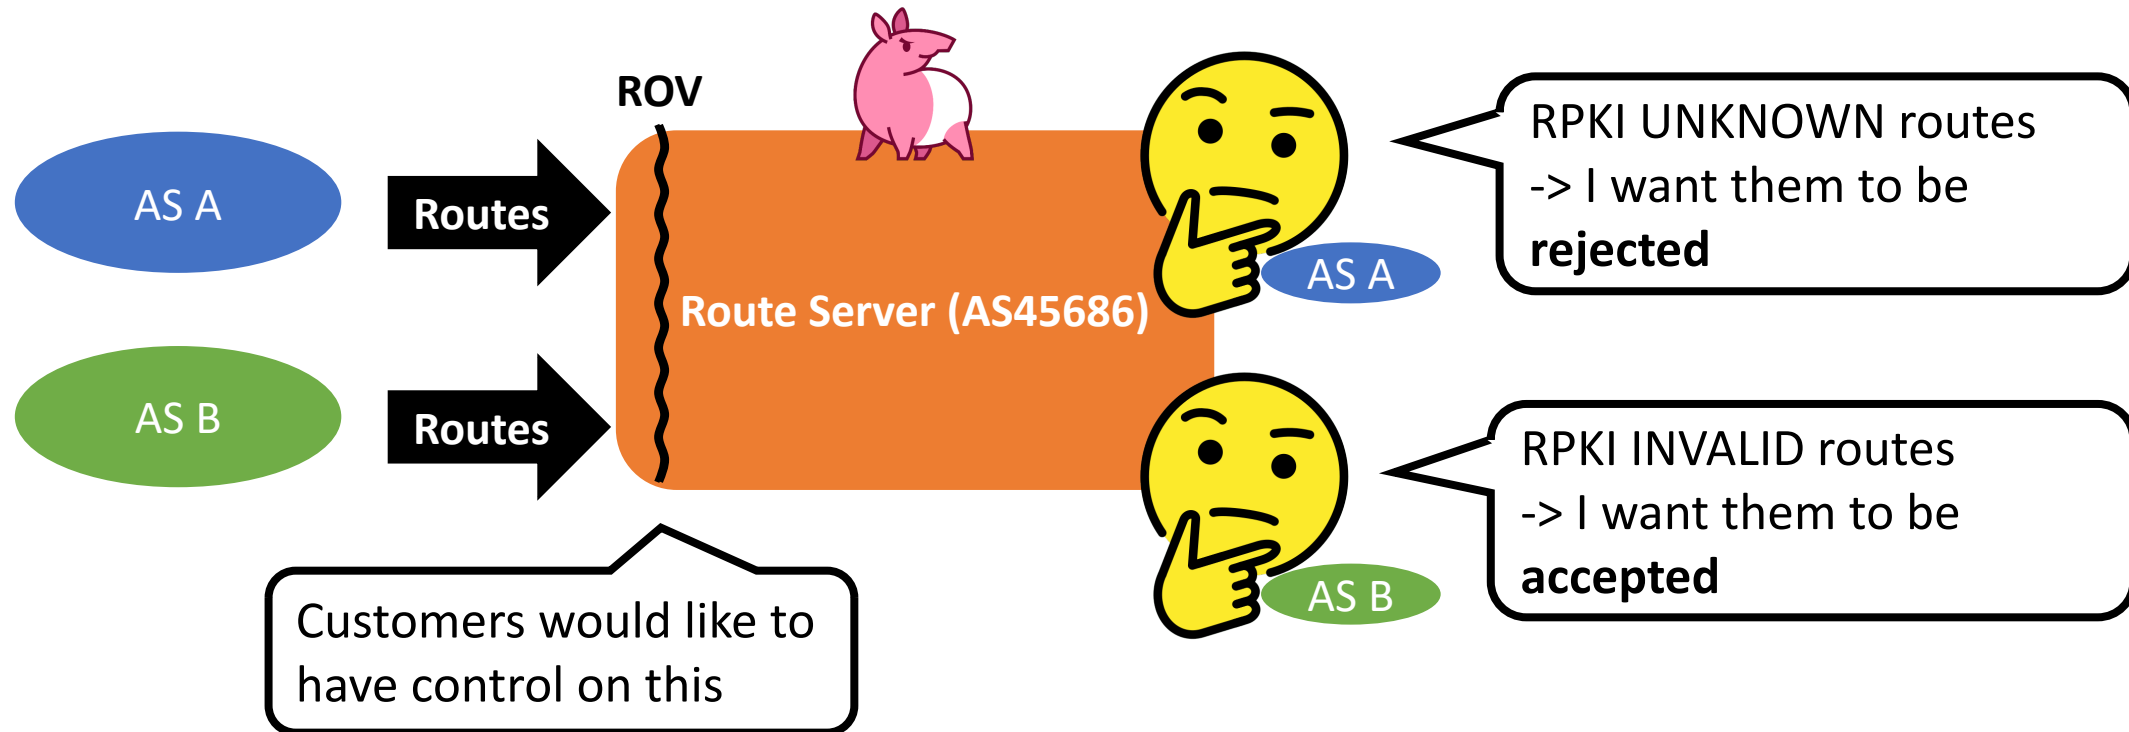 ROV
AS A
Routes
Route Server (AS45686)
AS B
Routes
AS A
RPKI UNKNOWN routes
-> I want them to be
rejected
AS B
RPKI INVALID routes
-> I want them to be
accepted
Customers would like to
have control on this